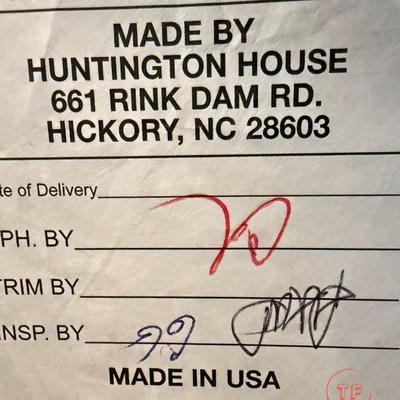 MADE BY
HUNTINGTON HOUSE
661 RINK DAM RD.
HICKORY, NC 28603
te of Delivery
PH. BY
TRIM BY
NSP. BY
MADE IN USA
TF